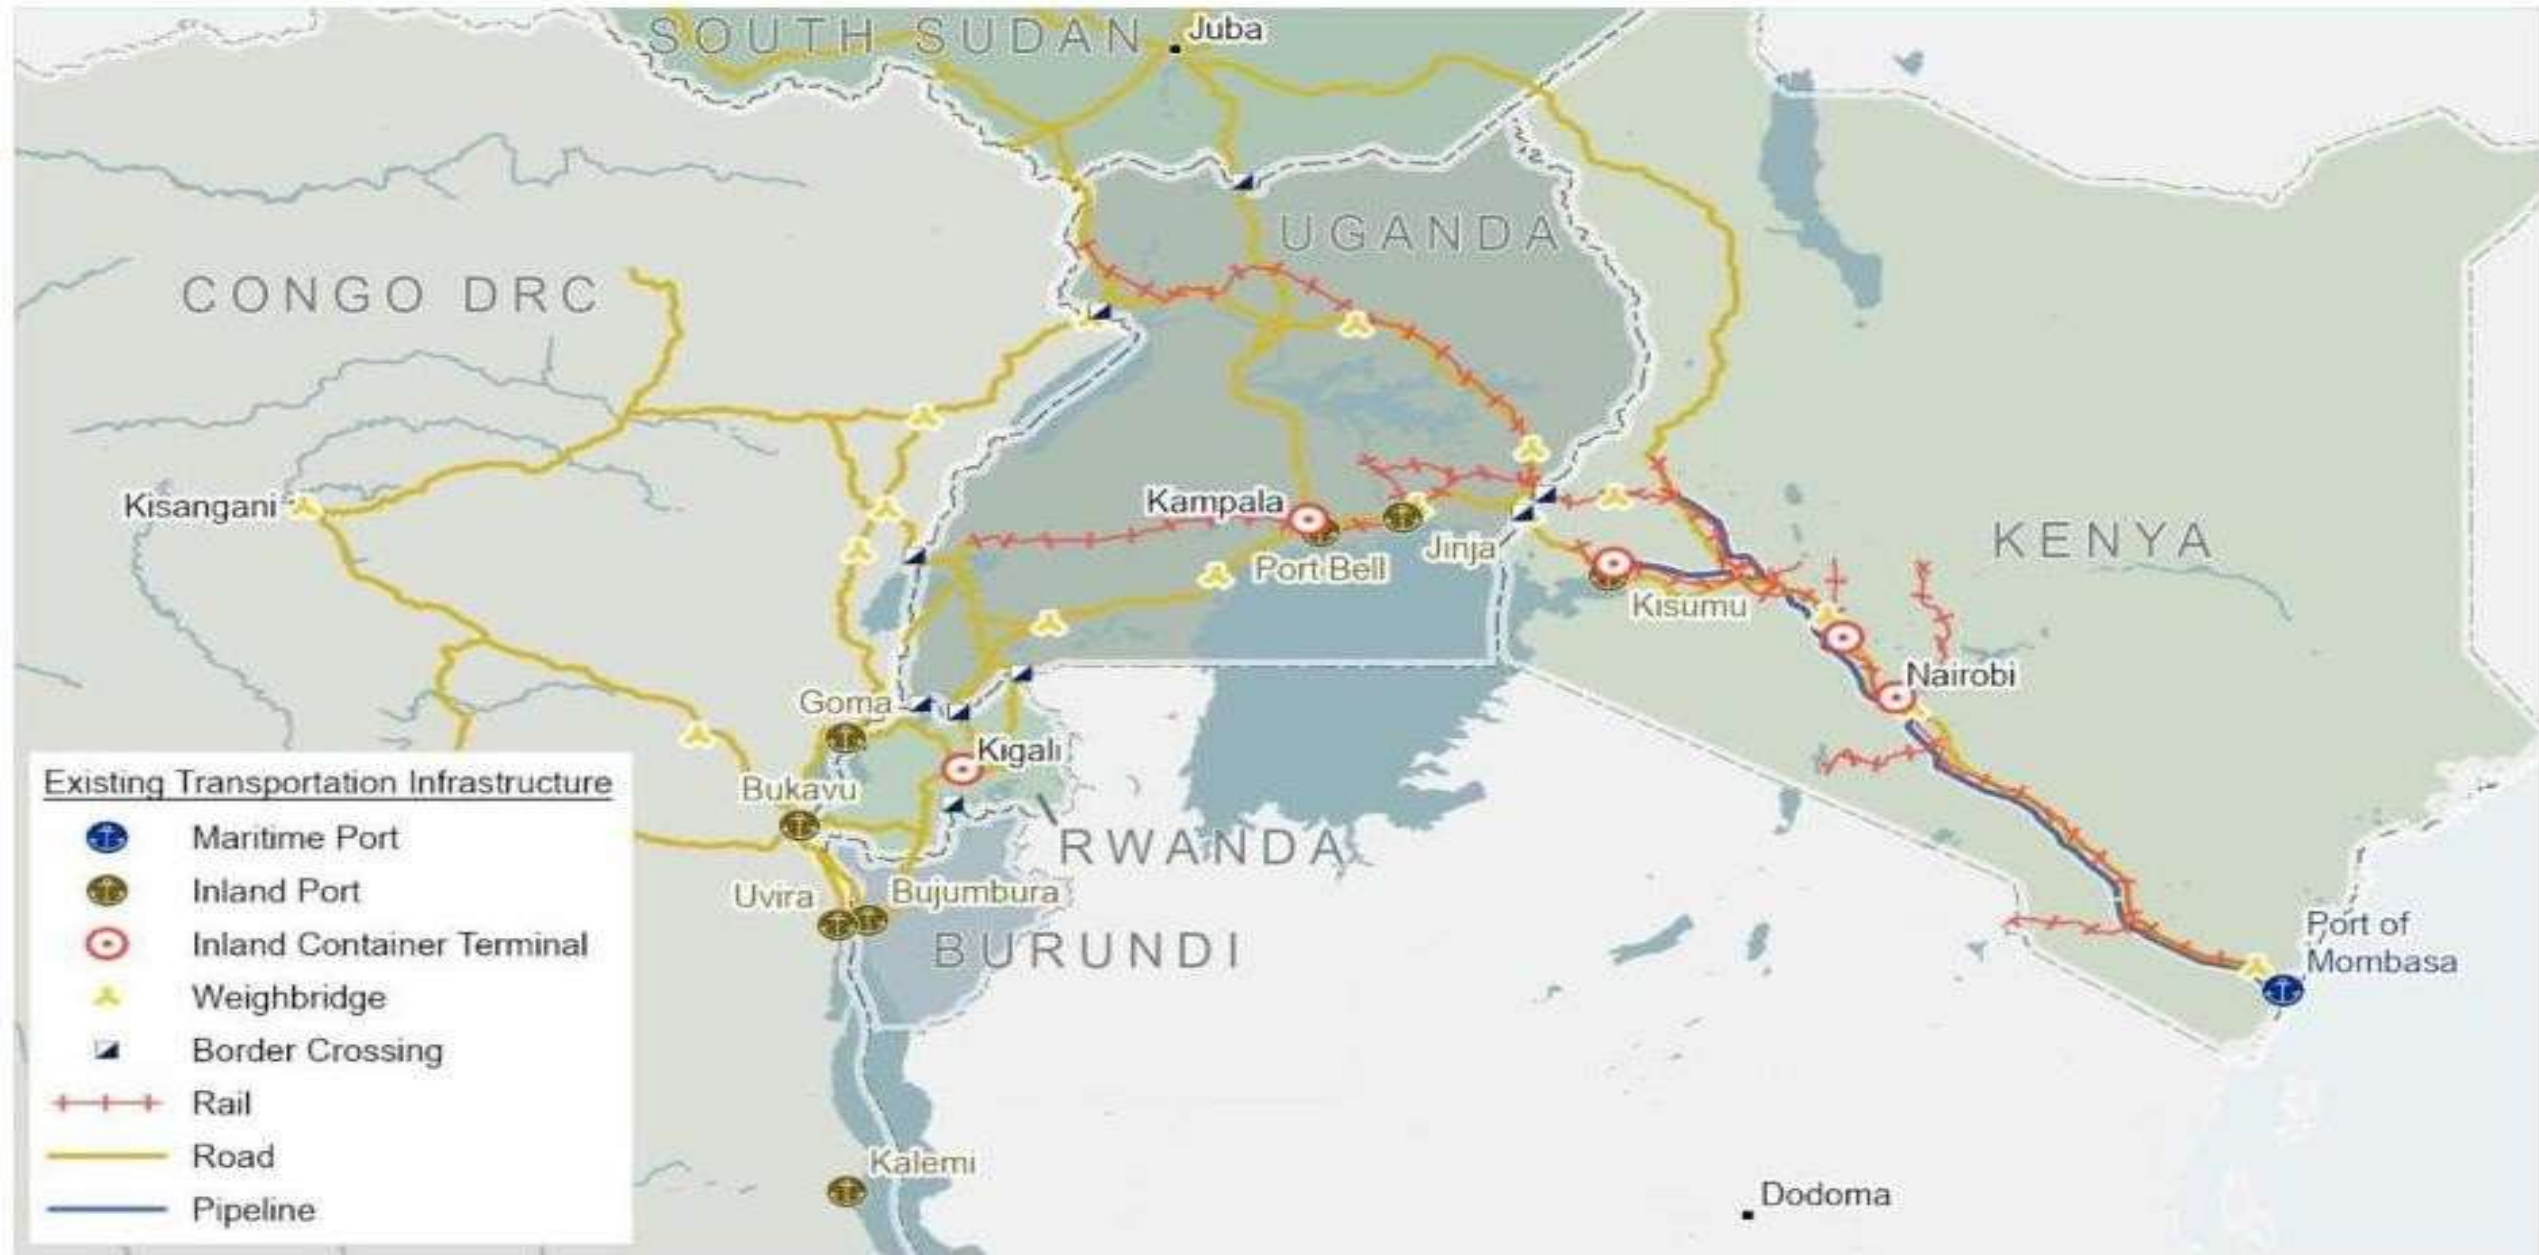 SOUTH SUDAN
Juba
UGANDA
CONGO DRC
Kisangani
Kampala
Port Bell
Jinja
KENYA
Kisumu
Nairobi
Goma
Kigali
Bukavu
RWANDA
Uvira
Bujumbura
BURUNDI
Port of
Mombasa
Kalemi
Dodoma
Existing Transportation Infrastructure
Maritime Port
Inland Port
Inland Container Terminal
Weighbridge
Border Crossing
Rail
Road
Pipeline